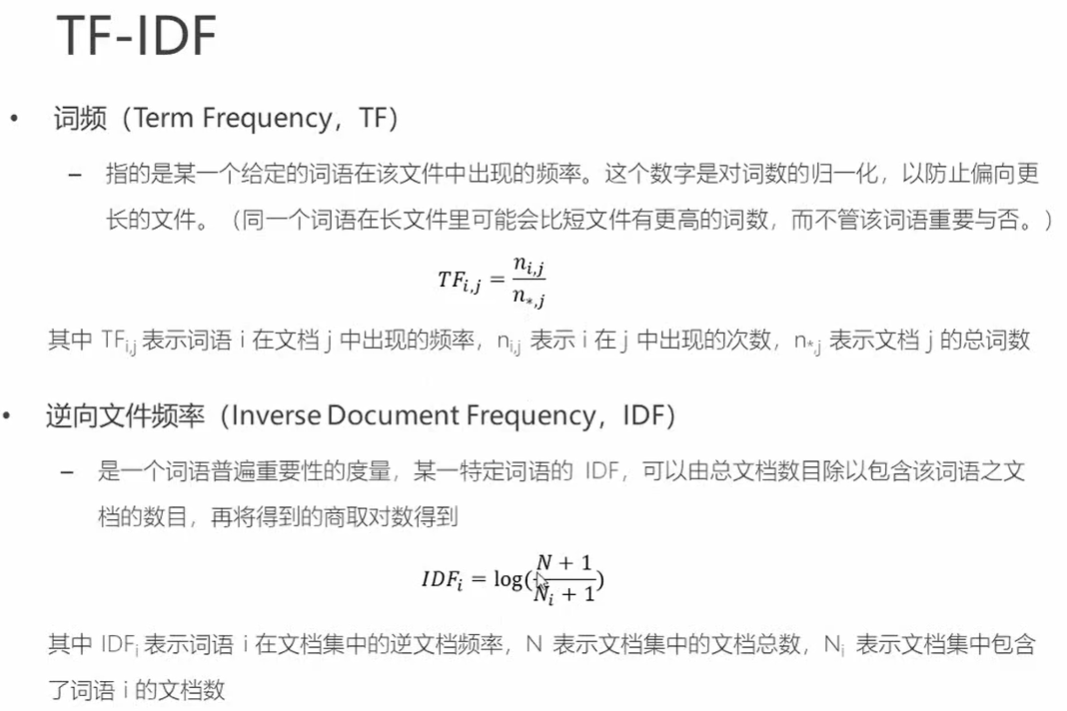 TF-IDF
• 词频（Term Frequency，TF）
– 指的是某一个给定的词语在该文件中出现的频率。这个数字是对词数的归一化，以防止偏向更
长的文件。（同一个词语在长文件里可能会比短文件有更高的词数，而不管该词语重要与否。）
TF_{i,j} = \frac{n_{i,j}}{n_{*,j}}
其中 TF_{i,j} 表示词语 i 在文档 j 中出现的频率，n_{i,j} 表示 i 在 j 中出现的次数，n_{*,j} 表示文档 j 的总词数
• 逆向文件频率（Inverse Document Frequency，IDF）
– 是一个词语普遍重要性的度量，某一特定词语的 IDF，可以由总文档数目除以包含该词语之文
档的数目，再将得到的商取对数得到
IDF_i = log(\frac{N + 1}{N_i + 1})
其中 IDF_i 表示词语 i 在文档集中的逆文档频率，N 表示文档集中的文档总数，N_i 表示文档集中包含
了词语 i 的文档数